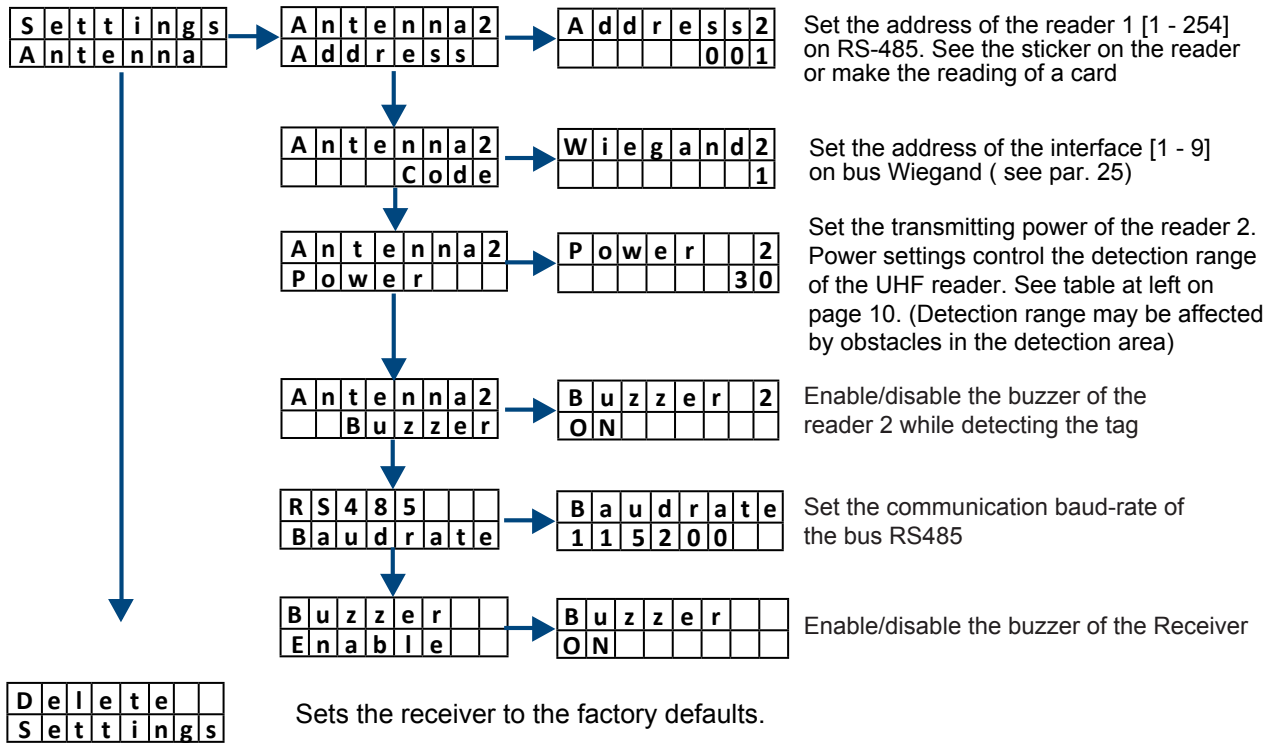 Settings
Antenna
Antenna2
Address
Address2
001
Set the address of the reader 1 [1 - 254]
on RS-485. See the sticker on the reader
or make the reading of a card
Antenna2
Code
Wiegand2
1
Set the address of the interface [1 - 9]
on bus Wiegand ( see par. 25)
Antenna2
Power
Power 2
30
Set the transmitting power of the reader 2.
Power settings control the detection range
of the UHF reader. See table at left on
page 10. (Detection range may be affected
by obstacles in the detection area)
Antenna2
Buzzer
Buzzer 2
ON
Enable/disable the buzzer of the
reader 2 while detecting the tag
RS485
Baudrate
Baudrate
115200
Set the communication baud-rate of
the bus RS485
Buzzer
Enable
Buzzer
ON
Enable/disable the buzzer of the Receiver
Delete
Settings
Sets the receiver to the factory defaults.